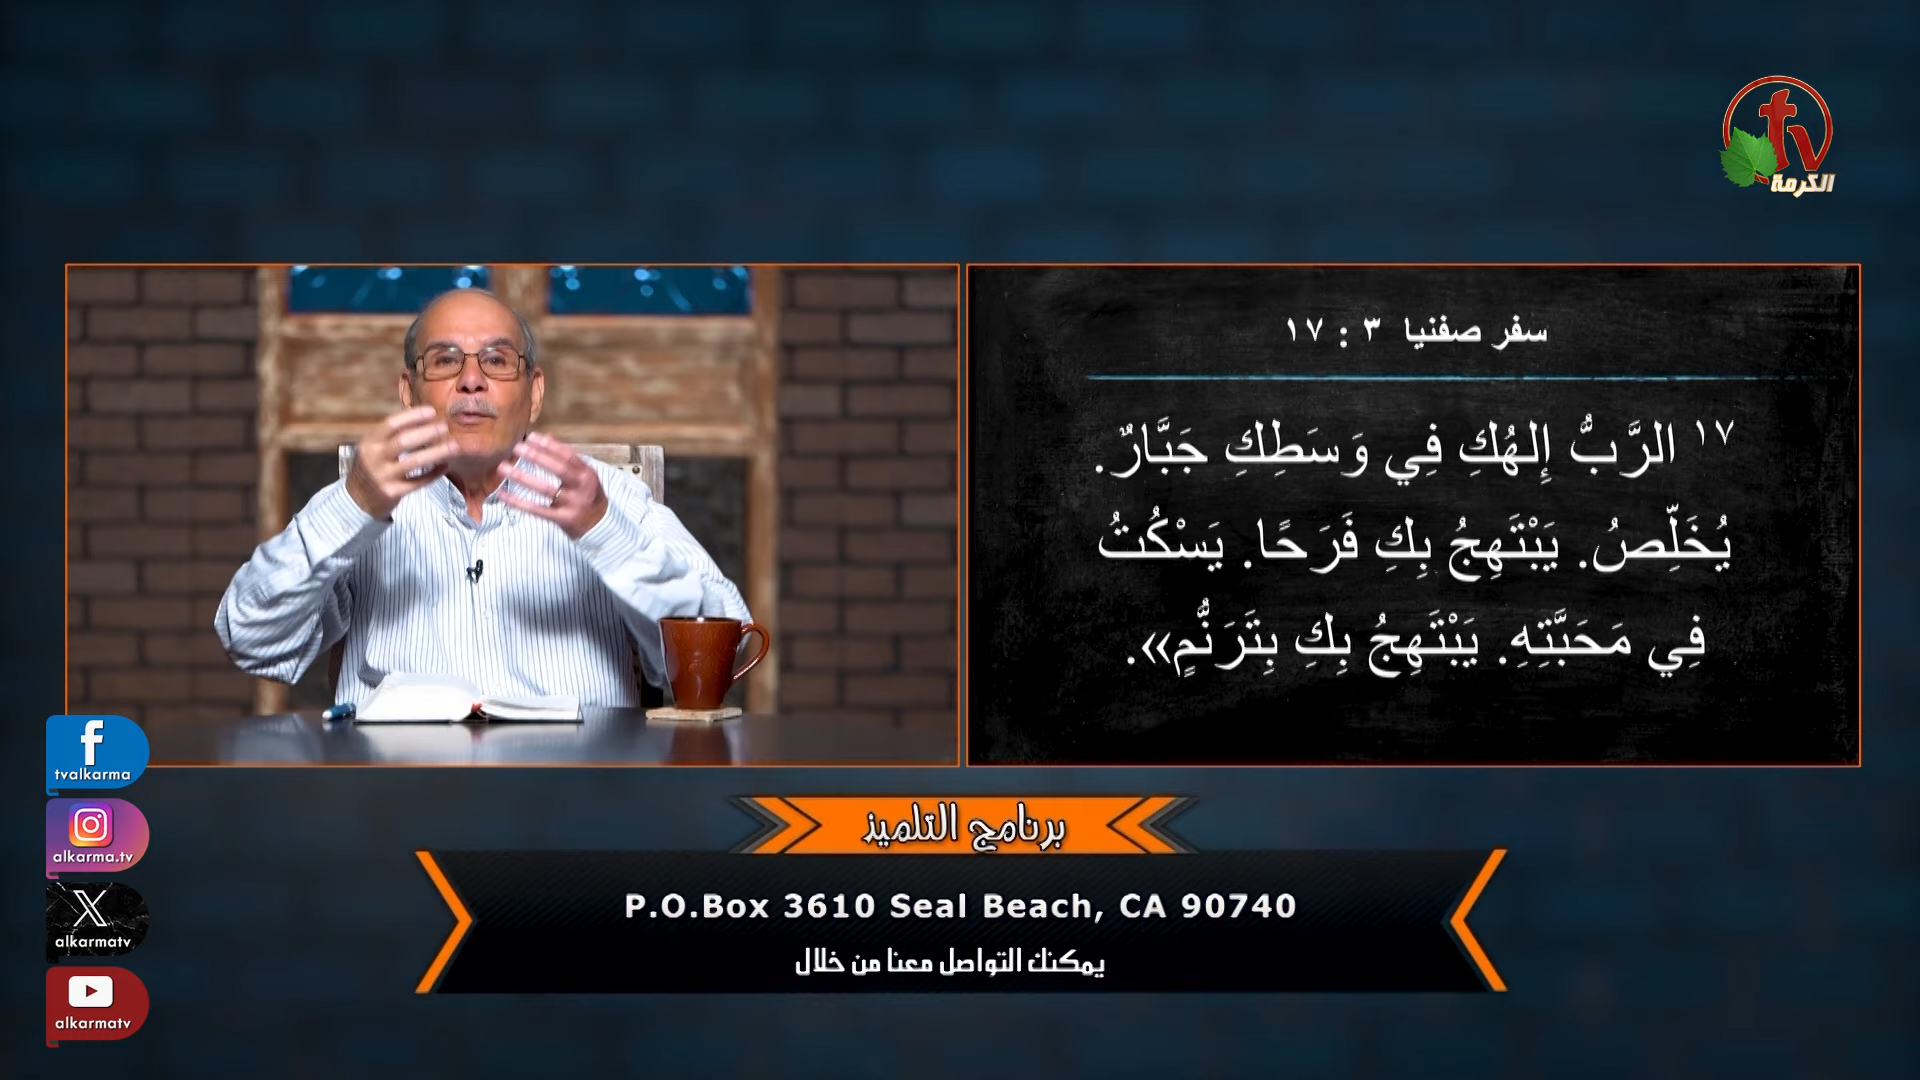 tv
الكرمة
سفر صفنيا ٣ : ١٧
١٧ الرَّبُّ إِلهُكِ فِي وَسَطِكِ جَبَّارٌ.
يُخَلِّصُ. يَبْتَهِجُ بِكِ فَرَحًا. يَسْكُتُ
فِي مَحَبَّتِهِ. يَبْتَهِجُ بِكِ بِتَرَنُّمٍ».
tvalkarma
alkarma.tv
alkarmatv
alkarmatv
برنامج التلميذ
P.O.Box 3610 Seal Beach, CA 90740
يمكنك التواصل معنا من خلال